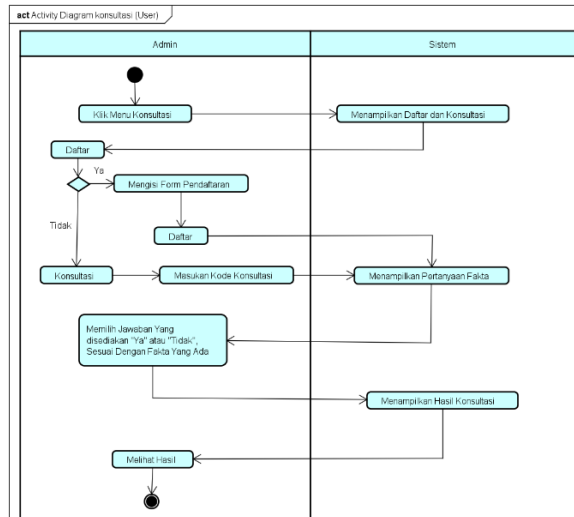 act Activity Diagram konsultasi (User)
Admin
Sistem
Klik Menu Konsultasi
Menampilkan Daftar dan Konsultasi
Daftar
Ya
Mengisi Form Pendaftaran
Tidak
Daftar
Konsultasi
Masukan Kode Konsultasi
Menampilkan Pertanyaan Fakta
Memilih Jawaban Yang
disediakan "Ya" atau "Tidak",
Sesuai Dengan Fakta Yang Ada
Menampilkan Hasil Konsultasi
Melihat Hasil